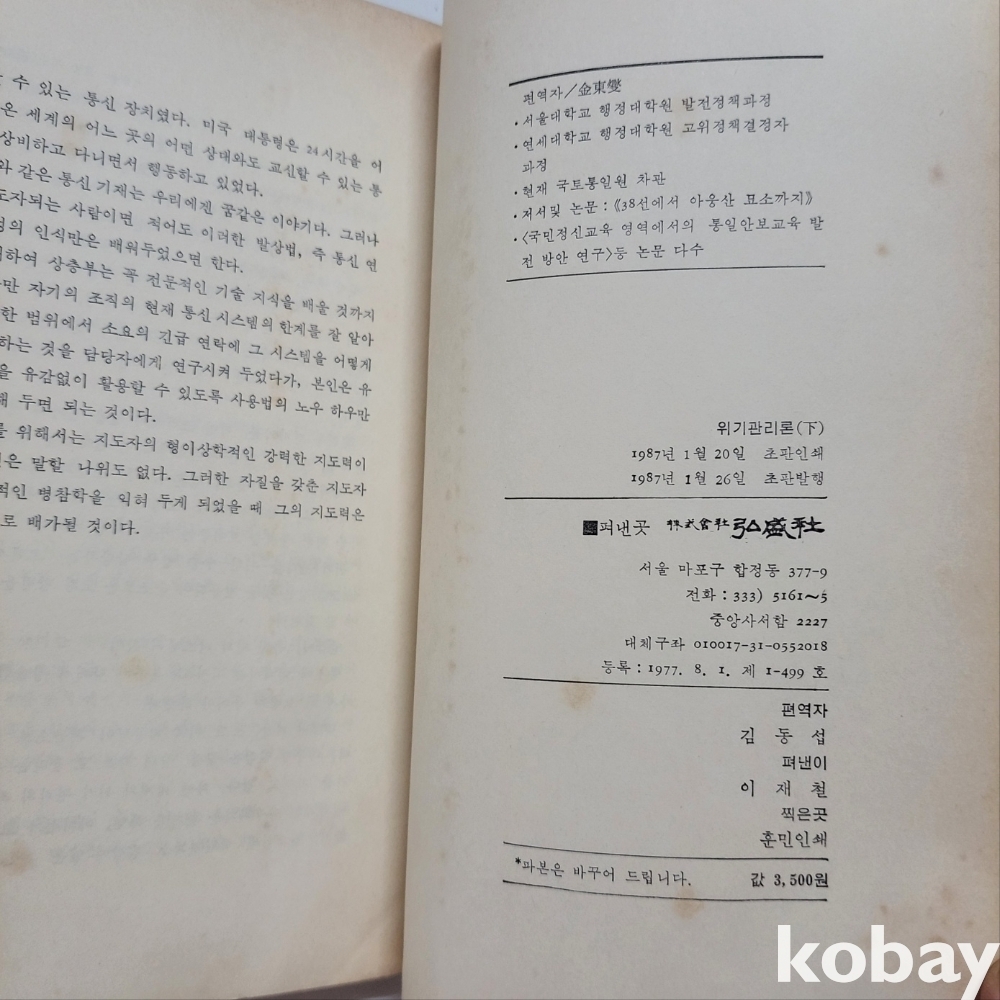 수 있는 통신 장치였다. 미국 대통령은 24시간을 어
온 세계의 어느 곳의 어떤 상대와도 교신할 수 있는 통
상비하고 다니면서 행동하고 있었다.
와 같은 통신 기재는 우리에겐 꿈같은 이야기다. 그러나
도자되는 사람이면 적어도 이러한 발상법, 즉 통신 연
의 인식만은 배워두었으면 한다.
하여 상층부는 꼭 전문적인 기술 지식을 배울 것까지
만 자기의 조직의 현재 통신 시스템의 한계를 잘 알아
한 범위에서 소요의 긴급 연락에 그 시스템을 어떻게
하는 것을 담당자에게 연구시켜 두었다가, 본인은 유
을 유감없이 활용할 수 있도록 사용법의 노우 하우만
해 두면 되는 것이다.
를 위해서는 지도자의 형이상학적인 강력한 지도력이
은 말할 나위도 없다. 그러한 자질을 갖춘 지도자
적인 병참학을 익혀 두게 되었을 때 그의 지도력은
로 배가될 것이다.
편역자/金東燮
·서울대학교 행정대학원 발전정책과정
·연세대학교 행정대학원 고위정책결정자
과정
·현재 국토통일원 차관
·저서및 논문:《38선에서 아웅산 묘소까지》
·〈국민정신교육 영역에서의 통일안보교육 발
전 방안 연구〉등 논문 다수
위기관리론(下)
1987년 1월 20일 초판인쇄
1987년 1월 26일 초판발행
펴낸곳 株式會社 弘盛社
서울 마포구 합정동 377-9
전화: 333) 5161~5
중앙사서함 2227
대체구좌 010017-31-0552018
등록: 1977. 8. 1. 제 1-499 호
편역자
김 동 섭
펴낸이
이 재 철
찍은곳
훈민인쇄
*파본은 바꾸어 드립니다. 값 3,500원
kobay